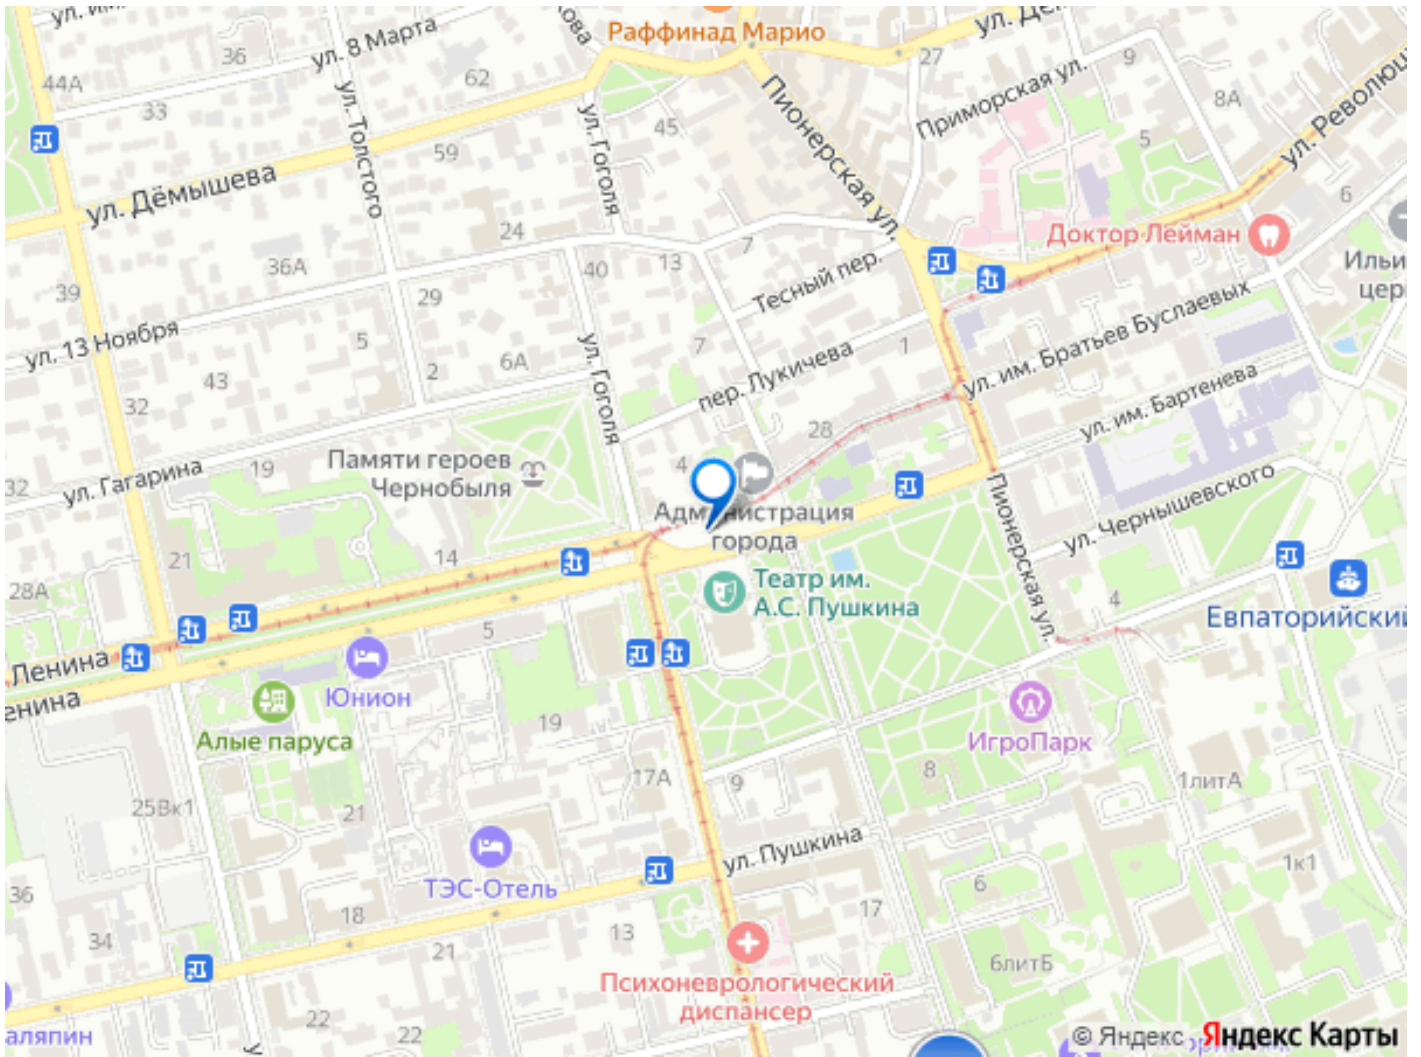 Раффинад Марио
27
9
8А
36
ул. 8 Марта
62
44А
33
45
5
59
6
ул. Толстого
ул. Гоголя
Пионерская ул.
Приморская ул.
ул. Революц
ул. Дёмышева
24
7
Доктор Лейман
36А
40
13
Тесный пер.
39
29
ул. 13 Ноября
5
6А
7
пер. Лукичева
1
ул. им. Братьев Буслаевых
43
2
32
ул. Гоголя
ул. им. Бартенева
28
19
ул. Гагарина
Памяти героев
Чернобыля
4
32
Администрация
города
Пионерская ул.
ул. Чернышевского
21
14
28А
Театр им.
А.С. Пушкина
4
Евпаторийский
5
Ленина
Юнион
Алые паруса
19
ИгроПарк
17А
9
8
1литА
25Вк1
21
ул. Пушкина
1к1
ТЭС-Отель
36
6
18
17
34
21
13
6литБ
Психоневрологический
диспансер
22
22
аляпин
© Яндекс Яндекс Карты